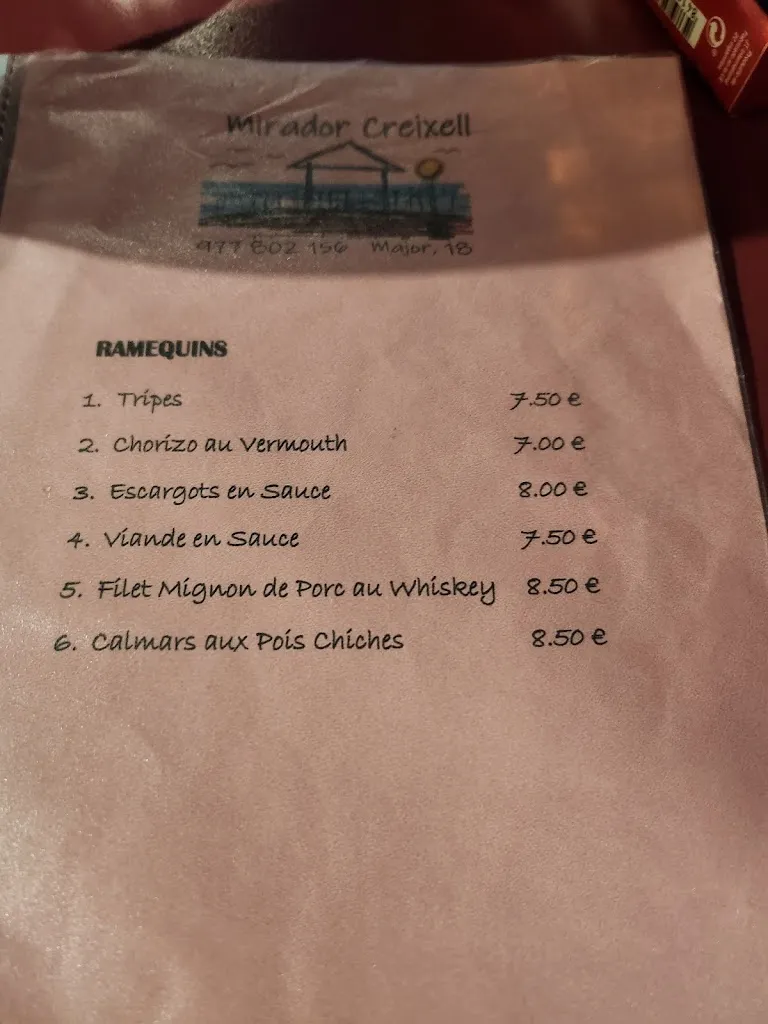 Mirador Creixell
977 802 156 Major, 18
RAMEQUINS
1. Tripes 7.50 €
2. Chorizo au Vermouth 7.00 €
3. Escargots en Sauce 8.00 €
4. Viande en Sauce 7.50 €
5. Filet Mignon de Porc au Whiskey 8.50 €
6. Calmars aux Pois Chiches 8.50 €